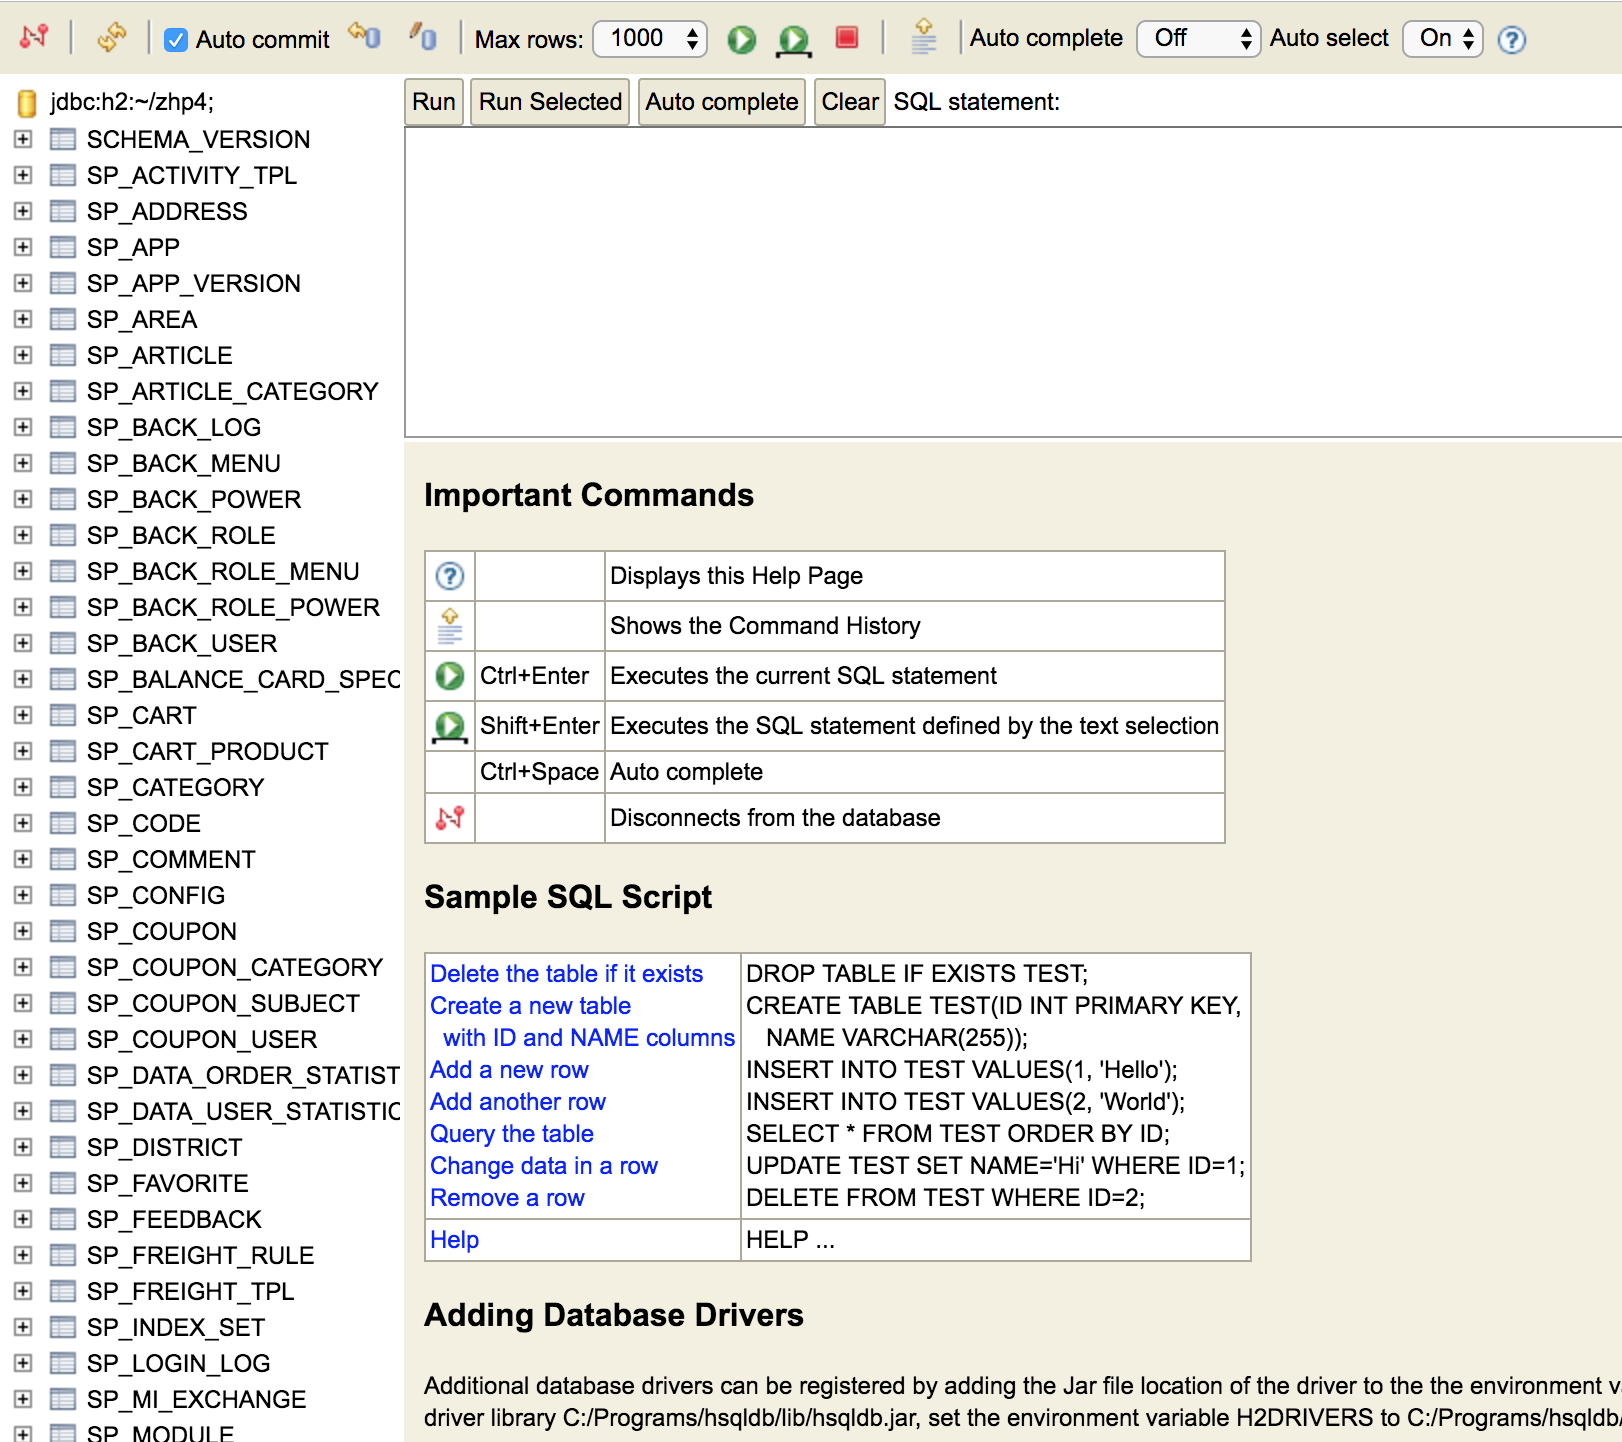 Auto commit Max rows: 1000 Auto complete Off Auto select On
jdbc:h2:~/zhp4;
SCHEMA_VERSION
SP_ACTIVITY_TPL
SP_ADDRESS
SP_APP
SP_APP_VERSION
SP_AREA
SP_ARTICLE
SP_ARTICLE_CATEGORY
SP_BACK_LOG
SP_BACK_MENU
SP_BACK_POWER
SP_BACK_ROLE
SP_BACK_ROLE_MENU
SP_BACK_ROLE_POWER
SP_BACK_USER
SP_BALANCE_CARD_SPEC
SP_CART
SP_CART_PRODUCT
SP_CATEGORY
SP_CODE
SP_COMMENT
SP_CONFIG
SP_COUPON
SP_COUPON_CATEGORY
SP_COUPON_SUBJECT
SP_COUPON_USER
SP_DATA_ORDER_STATIST
SP_DATA_USER_STATISTIC
SP_DISTRICT
SP_FAVORITE
SP_FEEDBACK
SP_FREIGHT_RULE
SP_FREIGHT_TPL
SP_INDEX_SET
SP_LOGIN_LOG
SP_MI_EXCHANGE
SP_MODULE
Run Run Selected Auto complete Clear SQL statement:
Important Commands
Displays this Help Page
Shows the Command History
Ctrl+Enter Executes the current SQL statement
Shift+Enter Executes the SQL statement defined by the text selection
Ctrl+Space Auto complete
Disconnects from the database
Sample SQL Script
Delete the table if it exists DROP TABLE IF EXISTS TEST;
Create a new table CREATE TABLE TEST(ID INT PRIMARY KEY,
with ID and NAME columns NAME VARCHAR(255));
Add a new row INSERT INTO TEST VALUES(1, 'Hello');
Add another row INSERT INTO TEST VALUES(2, 'World');
Query the table SELECT * FROM TEST ORDER BY ID;
Change data in a row UPDATE TEST SET NAME='Hi' WHERE ID=1;
Remove a row DELETE FROM TEST WHERE ID=2;
Help HELP ...
Adding Database Drivers
Additional database drivers can be registered by adding the Jar file location of the driver to the the environment v
driver library C:/Programs/hsqldb/lib/hsqldb.jar, set the environment variable H2DRIVERS to C:/Programs/hsqldb/